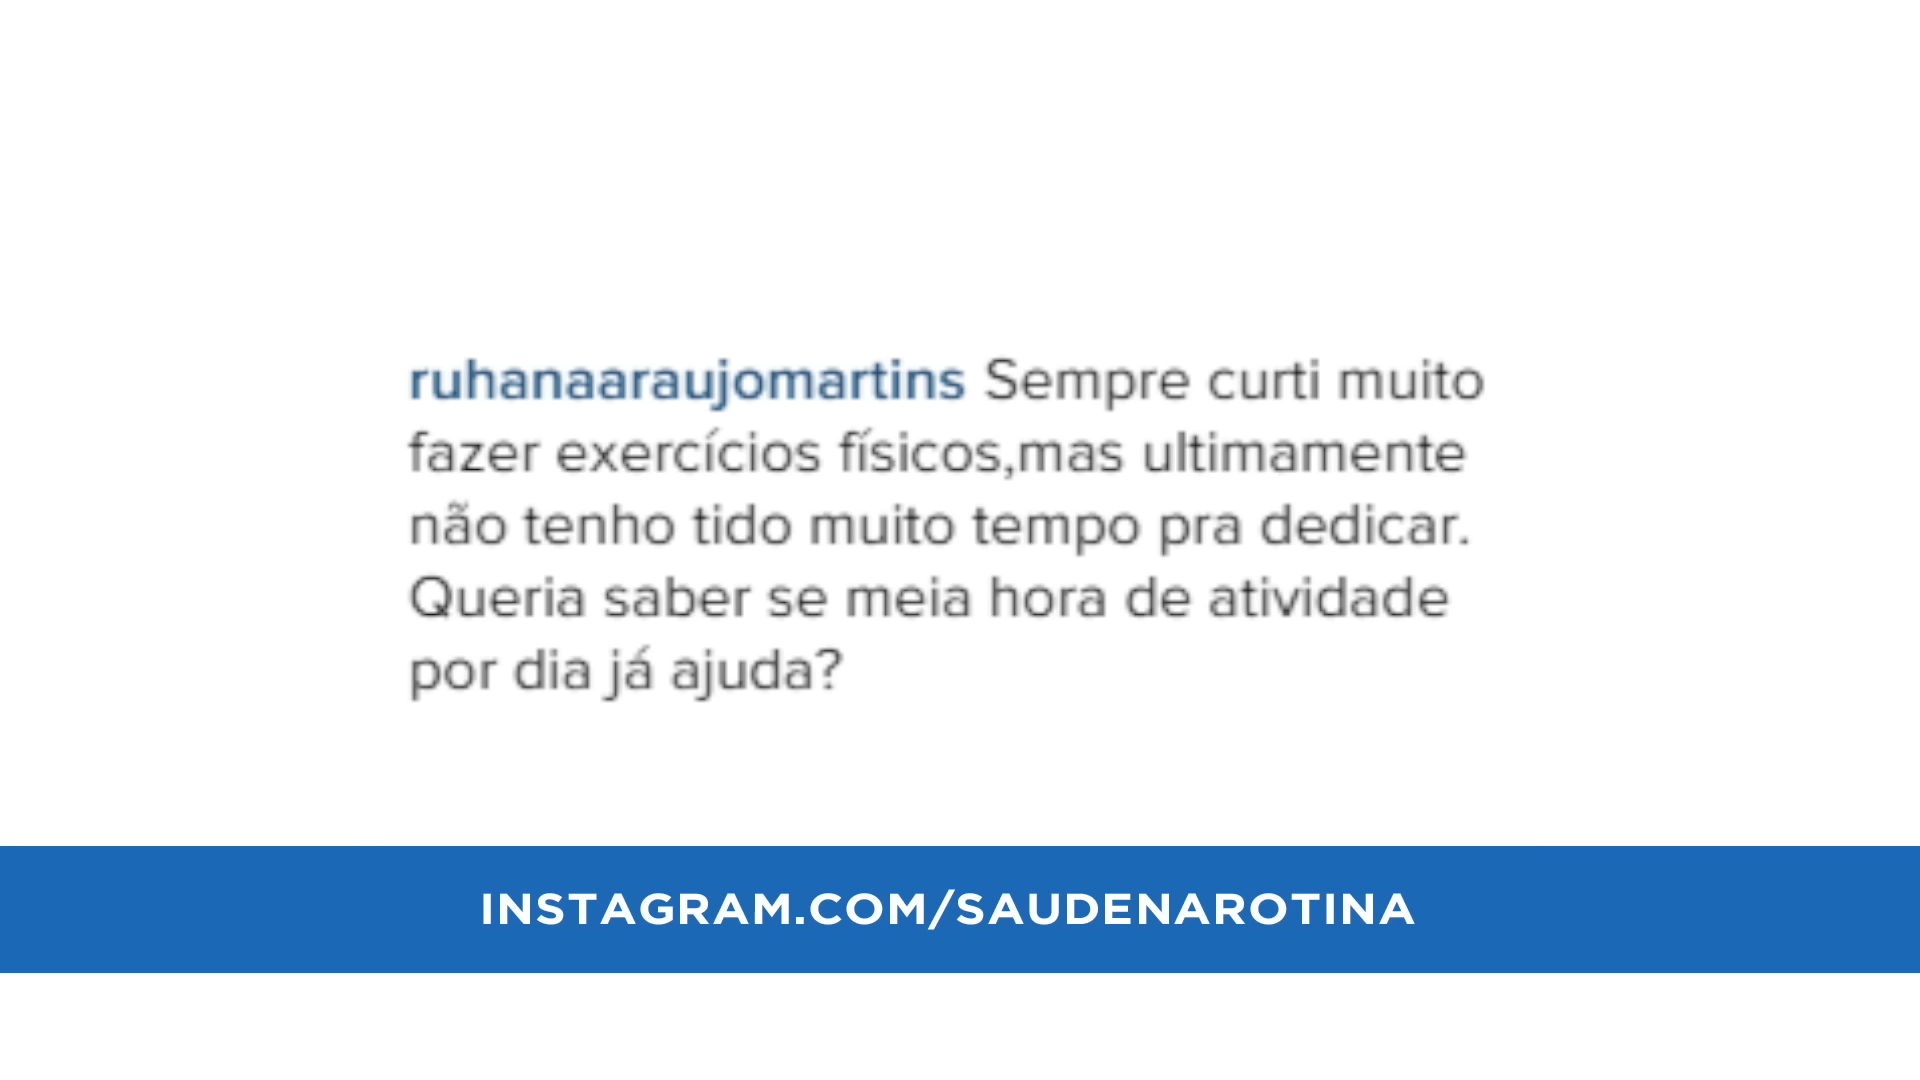 ruhanaaraujomartins Sempre curti muito
fazer exercícios físicos,mas ultimamente
não tenho tido muito tempo pra dedicar.
Queria saber se meia hora de atividade
por dia já ajuda?
INSTAGRAM.COM/SAUDENAROTINA